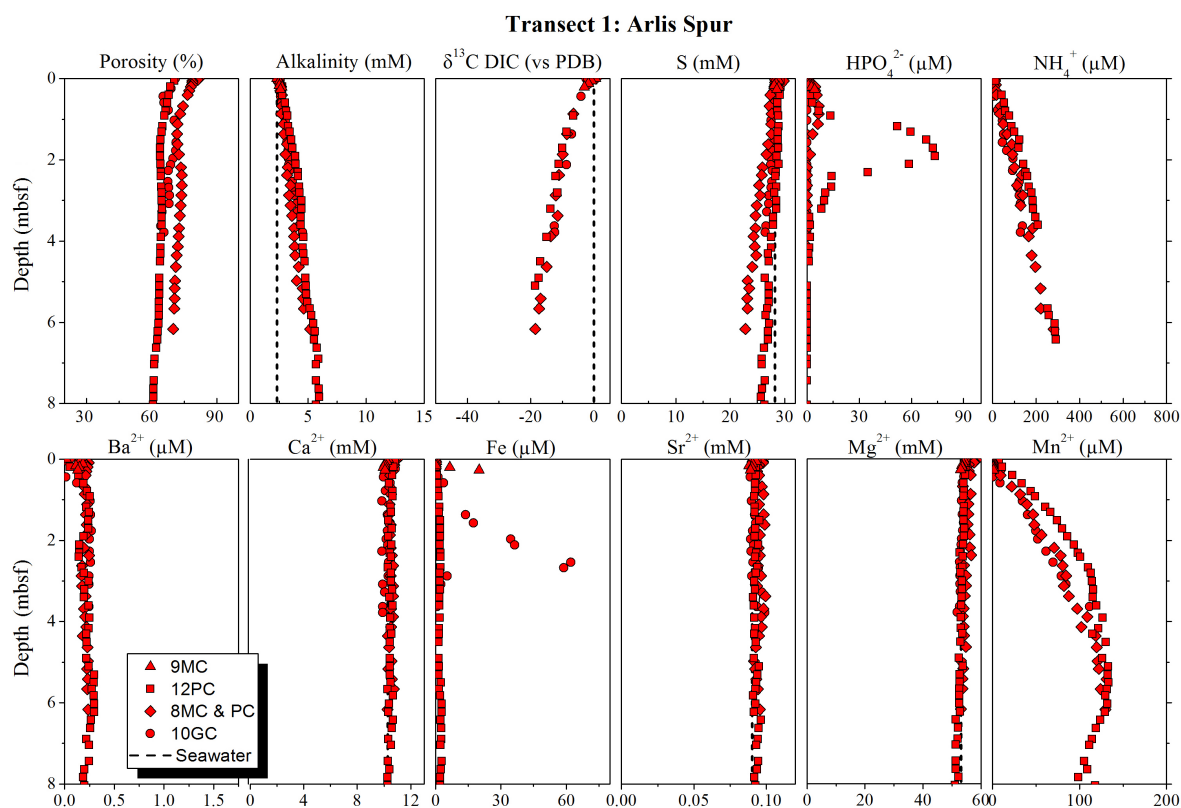 Transect 1: Arlis Spur
Porosity (%) Alkalinity (mM) δ¹³C DIC (vs PDB) S (mM) HPO₄²⁻ (µM) NH₄⁺ (µM)
0
2
4
6
8
Depth (mbsf)
30 60 90 0 5 10 15 -40 -20 0 0 10 20 30 0 30 60 90 0 200 400 600 800
Ba²⁺ (µM) Ca²⁺ (mM) Fe (µM) Sr²⁺ (mM) Mg²⁺ (mM) Mn²⁺ (µM)
0
2
4
6
8
Depth (mbsf)
9MC
12PC
8MC & PC
10GC
Seawater
0.0 0.5 1.0 1.5 0 4 8 12 0 30 60 0.00 0.05 0.10 0 20 40 60 0 50 100 150 200